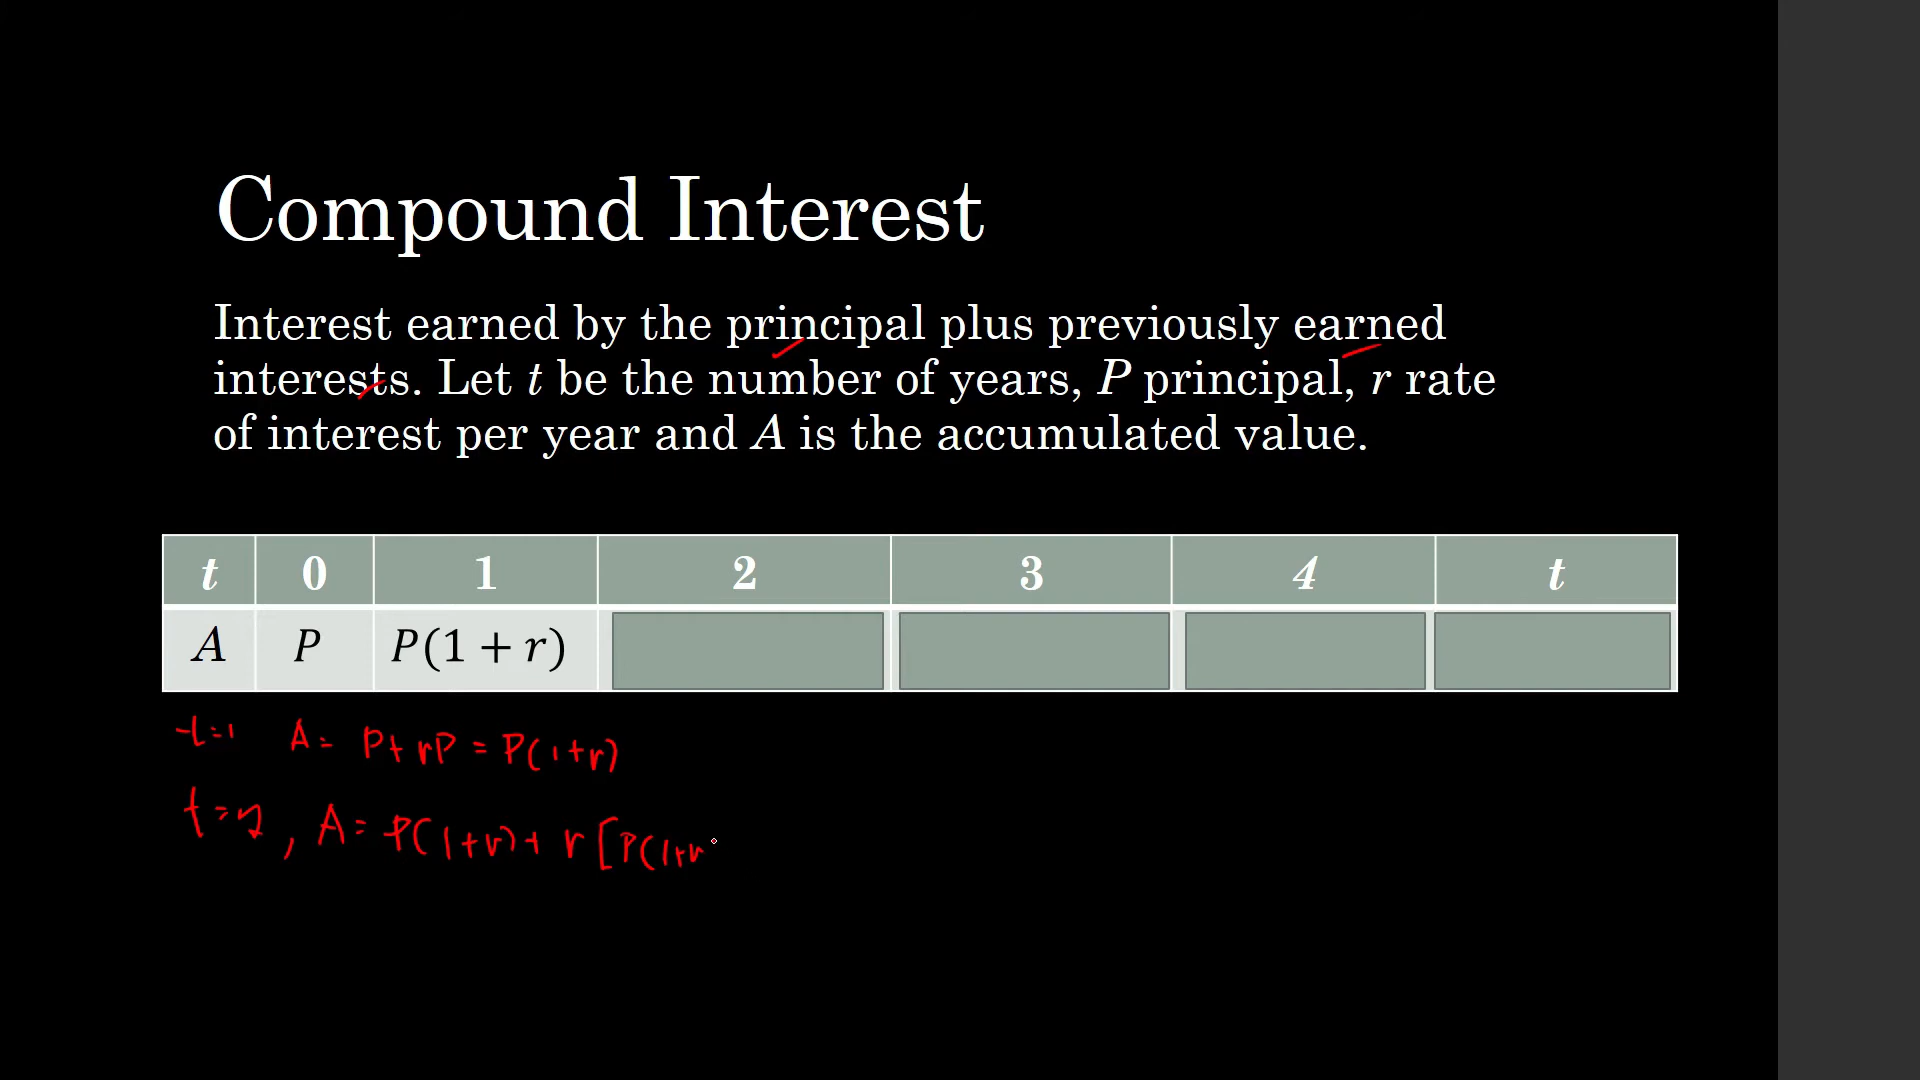 Compound Interest
Interest earned by the principal plus previously earned
interests. Let t be the number of years, P principal, r rate
of interest per year and A is the accumulated value.
t 0 1 2 3 4 t
A P P(1 + r)
t=1 A= P+rP = P(1+r)
t=2, A= P(1+r)+ r[P(1+r